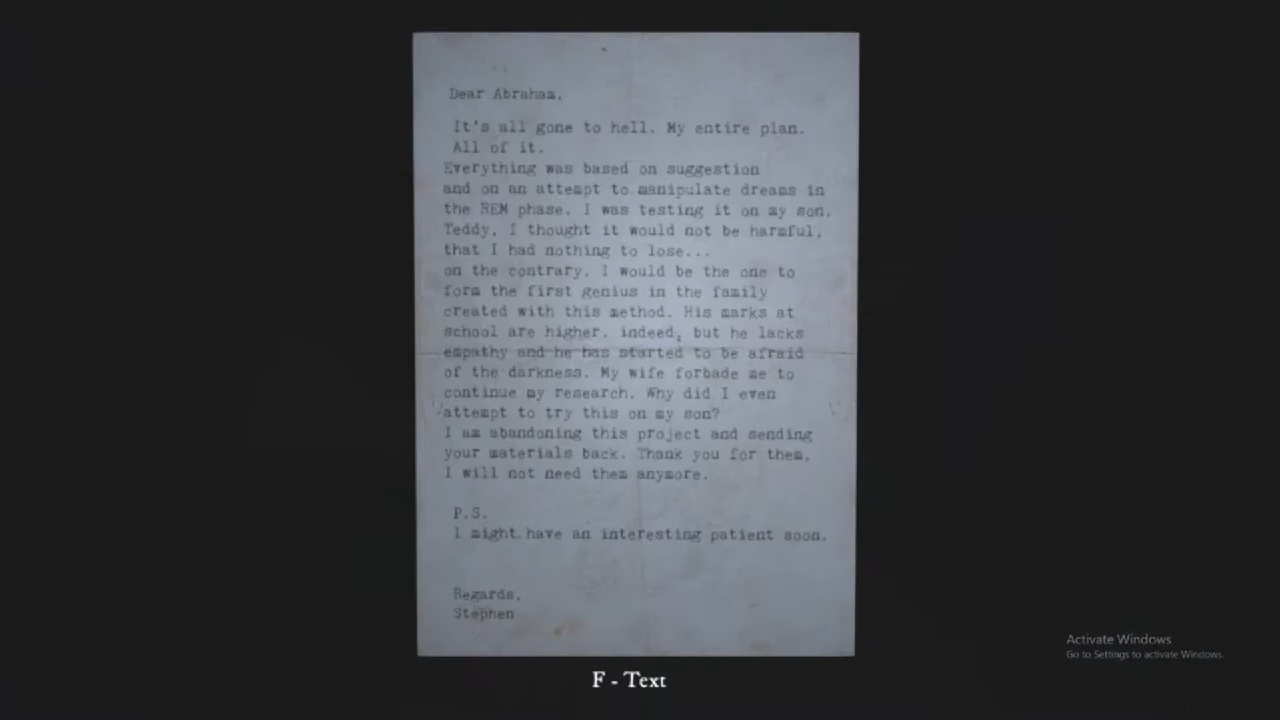 Dear Abraham,
It's all gone to hell. My entire plan.
All of it.
Everything was based on suggestion
and on an attempt to manipulate dreams in
the REM phase. I was testing it on my son,
Teddy. I thought it would not be harmful,
that I had nothing to lose...
on the contrary, I would be the one to
form the first genius in the family
created with this method. His marks at
school are higher, indeed, but he lacks
empathy and he has started to be afraid
of the darkness. My wife forbade me to
continue my research. Why did I even
attempt to try this on my son?
I am abandoning this project and sending
your materials back. Thank you for them,
I will not need them anymore.
P.S.
I might have an interesting patient soon.
Regards,
Stephen
F - Text
Activate Windows
Go to Settings to activate Windows.